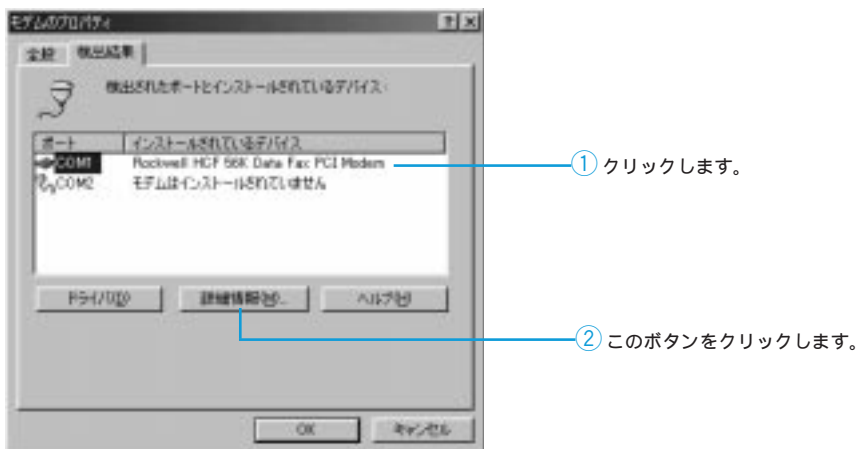 モデムのプロパティ
全般 検出結果
検出されたポートとインストールされているデバイス:
ポート インストールされているデバイス
COM1 Rockwell HCF 56K Data Fax PCI Modem
COM2 モデムはインストールされていません
① クリックします。
ドライバ(D) 詳細情報(M)... ヘルプ(H)
② このボタンをクリックします。
OK キャンセル